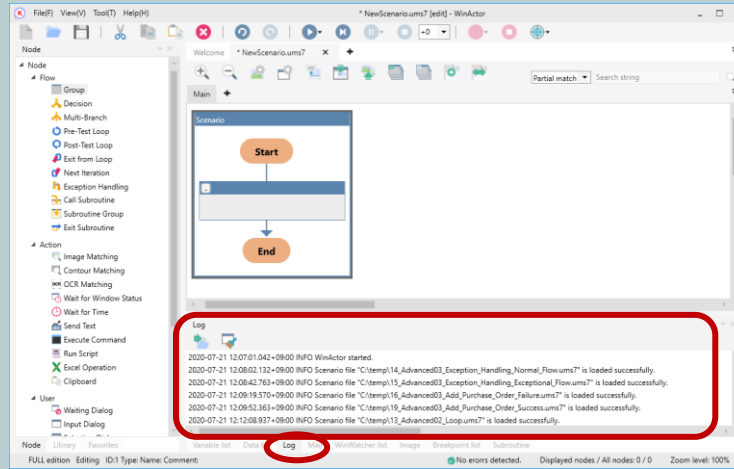 File(F) View(V) Tool(T) Help(H)
* NewScenario.ums7 [edit] - WinActor
+0
Node
Welcome * NewScenario.ums7
Partial match Search string
Main
Node
Flow
Group
Decision
Multi-Branch
Pre-Test Loop
Post-Test Loop
Exit from Loop
Next Iteration
Exception Handling
Call Subroutine
Subroutine Group
Exit Subroutine
Action
Image Matching
Contour Matching
OCR OCR Matching
Wait for Window Status
Wait for Time
Send Text
Execute Command
Run Script
Excel Operation
Clipboard
User
Waiting Dialog
Input Dialog
Scenario
Start
End
Log
2020-07-21 12:07:01.042+09:00 INFO WinActor started.
2020-07-21 12:08:02.132+09:00 INFO Scenario file "C:\temp\14_Advanced03_Exception_Handling_Normal_Flow.ums7" is loaded successfully.
2020-07-21 12:08:42.763+09:00 INFO Scenario file "C:\temp\15_Advanced03_Exception_Handling_Exceptional_Flow.ums7" is loaded successfully.
2020-07-21 12:09:19.570+09:00 INFO Scenario file "C:\temp\16_Advanced03_Add_Purchase_Order_Failure.ums7" is loaded successfully.
2020-07-21 12:09:52.363+09:00 INFO Scenario file "C:\temp\19_Advanced03_Add_Purchase_Order_Success.ums7" is loaded successfully.
2020-07-21 12:12:08.937+09:00 INFO Scenario file "C:\temp\13_Advanced02_Loop.ums7" is loaded successfully.
Node Library Favorites
Variable list Data Log WinWatcher list Image Breakpoint list Subroutine
FULL edition Editing ID:1 Type: Name: Comment:
No erorrs detected. Displayed nodes / All nodes: 0 / 0 Zoom level: 100%